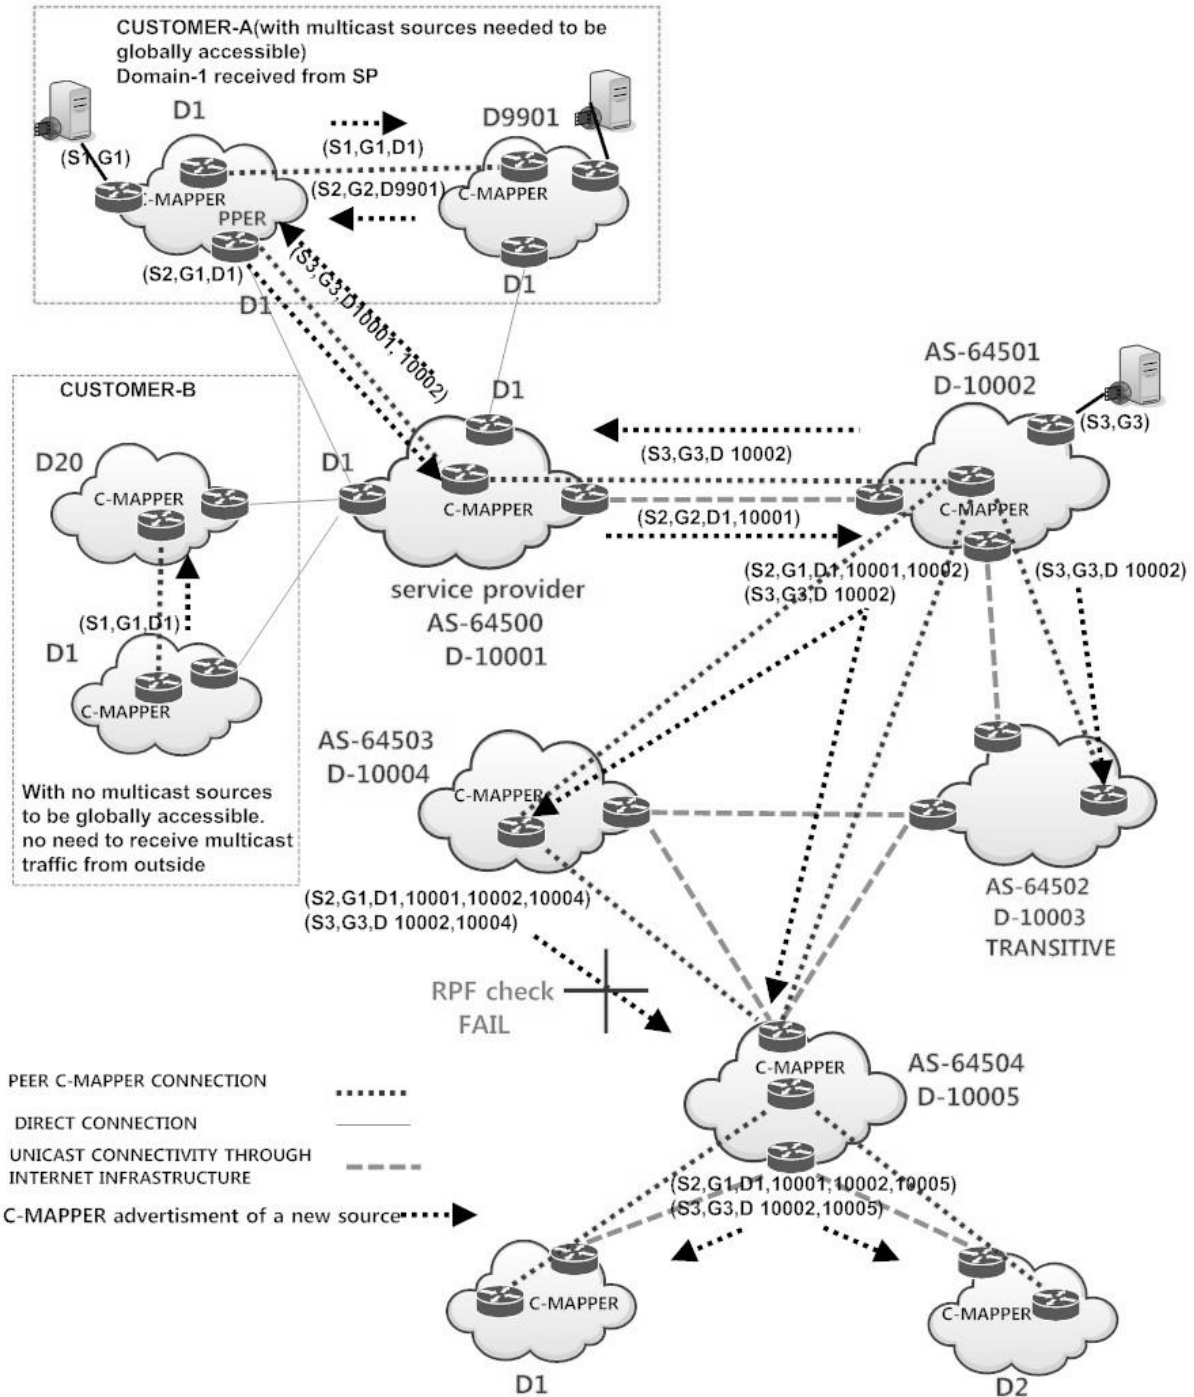 CUSTOMER-A(with multicast sources needed to be
globally accessible)
Domain-1 received from SP
D1
D9901
(S1,G1)
(S1,G1,D1)
C-MAPPER
(S2,G2,D9901)
C-MAPPER
PPER
(S2,G1,D1)
D1
(S3,G3,D10001, 10002)
D1
CUSTOMER-B
D1
AS-64501
D-10002
(S3,G3)
D20
C-MAPPER
D1
C-MAPPER
(S3,G3,D 10002)
C-MAPPER
(S2,G2,D1,10001)
(S2,G1,D1,10001,10002)
(S3,G3,D 10002)
(S3,G3,D 10002)
service provider
AS-64500
D-10001
(S1,G1,D1)
D1
C-MAPPER
With no multicast sources
to be globally accessible.
no need to receive multicast
traffic from outside
AS-64503
D-10004
C-MAPPER
AS-64502
D-10003
TRANSITIVE
(S2,G1,D1,10001,10002,10004)
(S3,G3,D 10002,10004)
RPF check
FAIL
C-MAPPER
AS-64504
D-10005
PEER C-MAPPER CONNECTION
DIRECT CONNECTION
UNICAST CONNECTIVITY THROUGH
INTERNET INFRASTRUCTURE
C-MAPPER advertisment of a new source
(S2,G1,D1,10001,10002,10005)
(S3,G3,D 10002,10005)
C-MAPPER
D1
C-MAPPER
D2